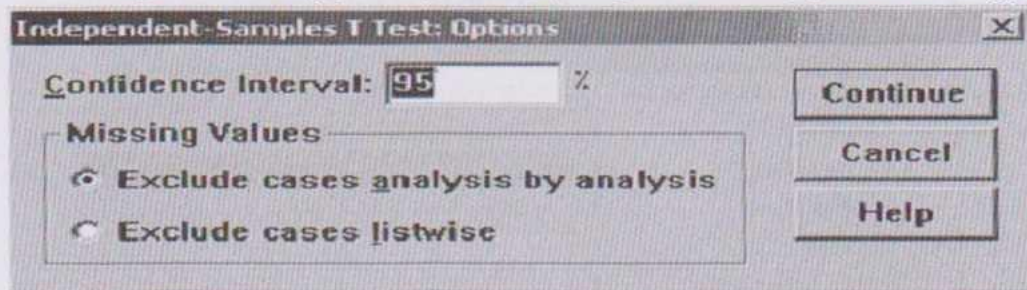 Independent-Samples T Test: Options
Confidence Interval: 95 %
Continue
Missing Values
Cancel
Exclude cases analysis by analysis
Help
Exclude cases listwise